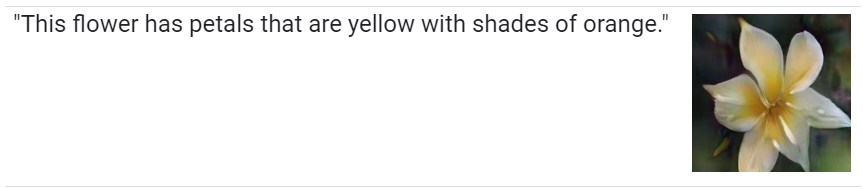 "This flower has petals that are yellow with shades of orange."